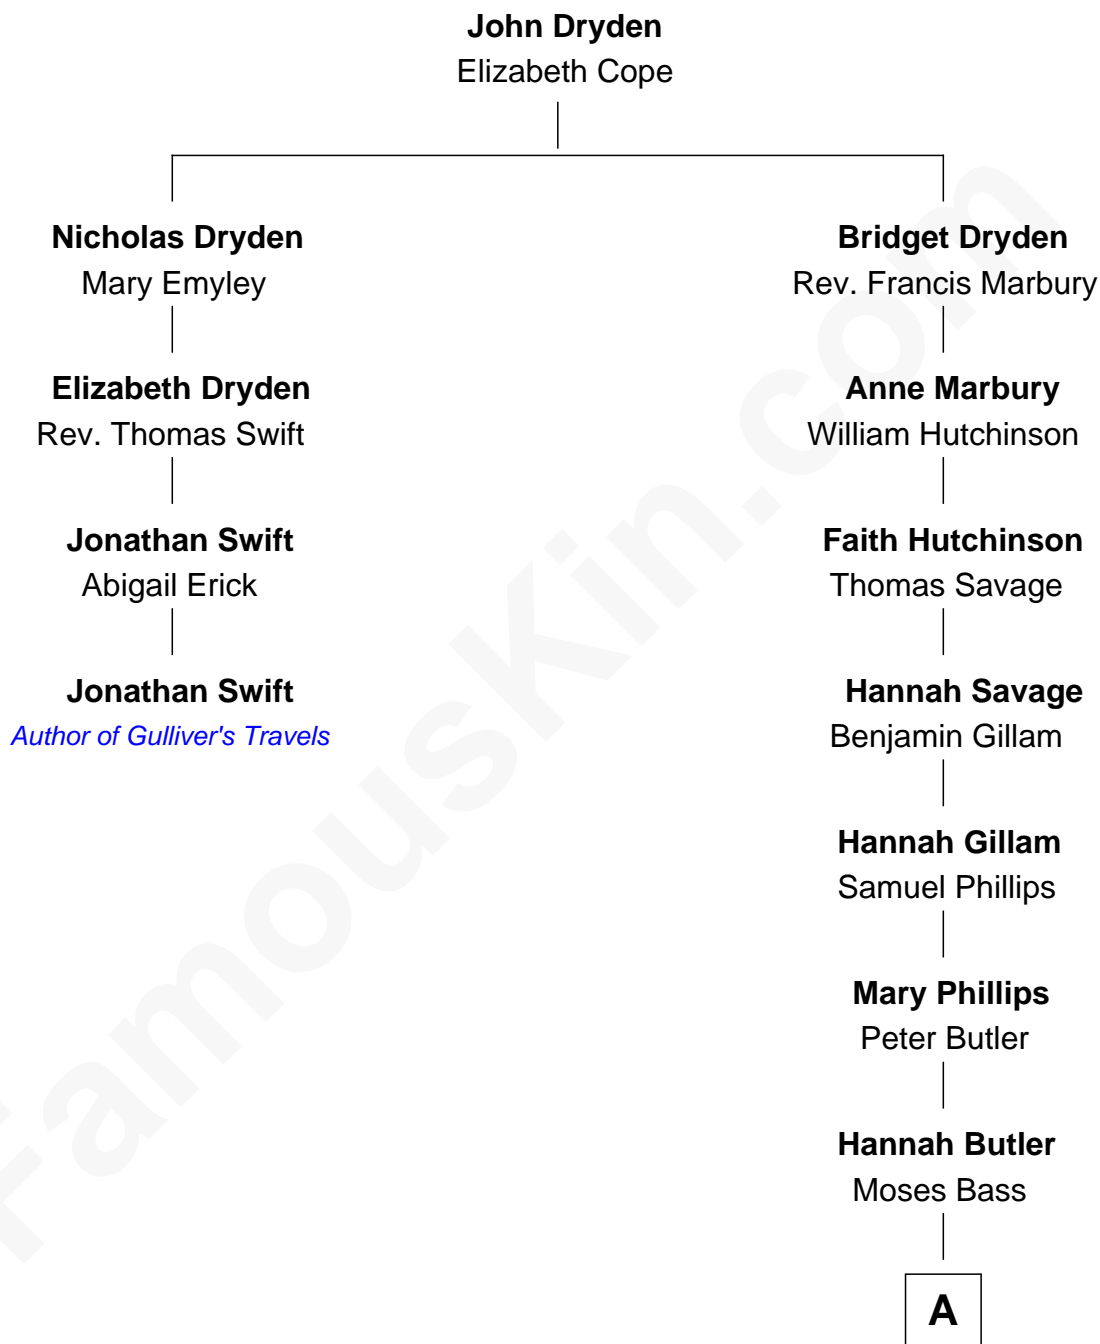 John Dryden
Elizabeth Cope
Nicholas Dryden
Mary Emyley
Elizabeth Dryden
Rev. Thomas Swift
Jonathan Swift
Abigail Erick
Jonathan Swift
Author of Gulliver's Travels
Bridget Dryden
Rev. Francis Marbury
Anne Marbury
William Hutchinson
Faith Hutchinson
Thomas Savage
Hannah Savage
Benjamin Gillam
Hannah Gillam
Samuel Phillips
Mary Phillips
Peter Butler
Hannah Butler
Moses Bass
A
FamousKin.com